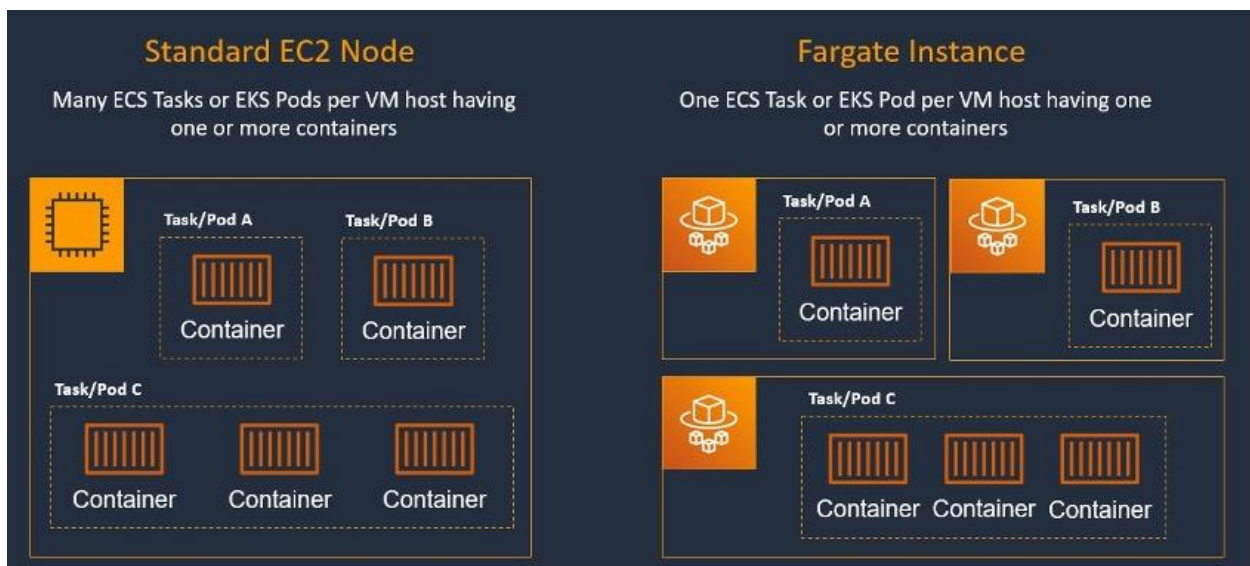 Standard EC2 Node
Many ECS Tasks or EKS Pods per VM host having
one or more containers
Task/Pod A
Task/Pod B
Container
Container
Task/Pod C
Container
Container
Container
Fargate Instance
One ECS Task or EKS Pod per VM host having one
or more containers
Task/Pod A
Container
Task/Pod B
Container
Task/Pod C
Container
Container
Container